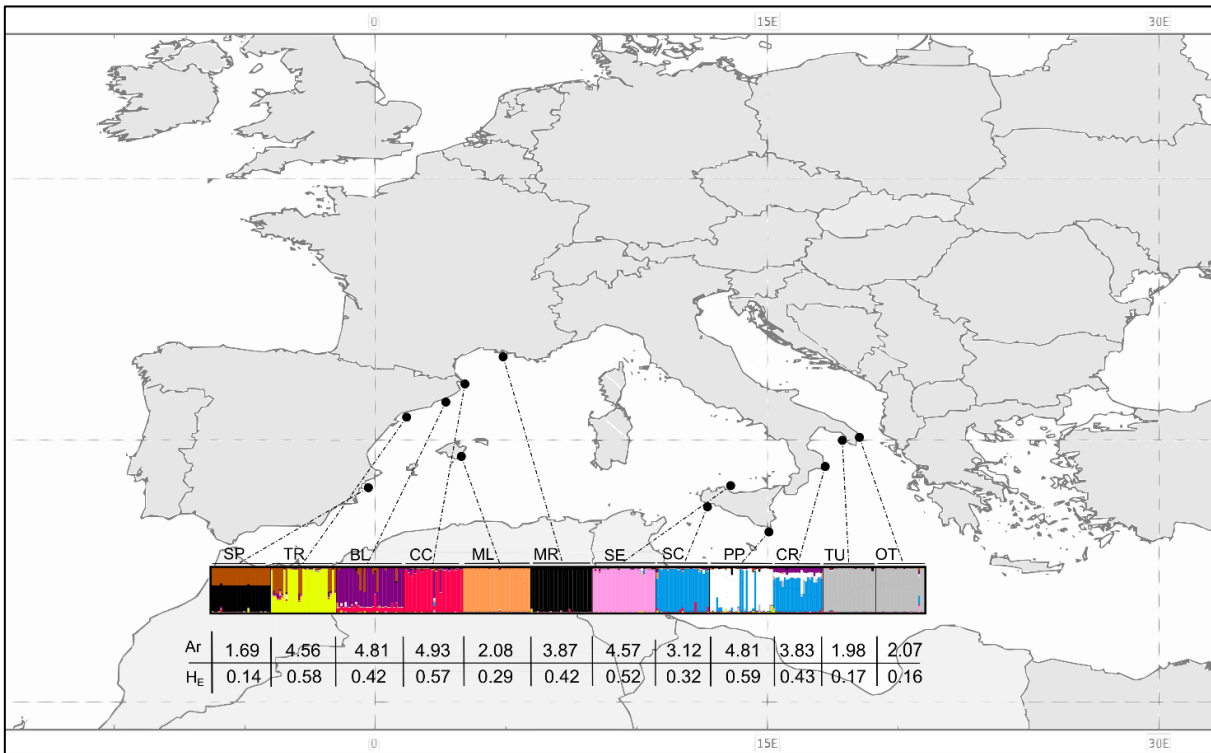 0 15E 30E
SP TR BL CC ML MR SE SC PP CR TU OT
Ar 1.69 4.56 4.81 4.93 2.08 3.87 4.57 3.12 4.81 3.83 1.98 2.07
HE 0.14 0.58 0.42 0.57 0.29 0.42 0.52 0.32 0.59 0.43 0.17 0.16
0 15E 30E